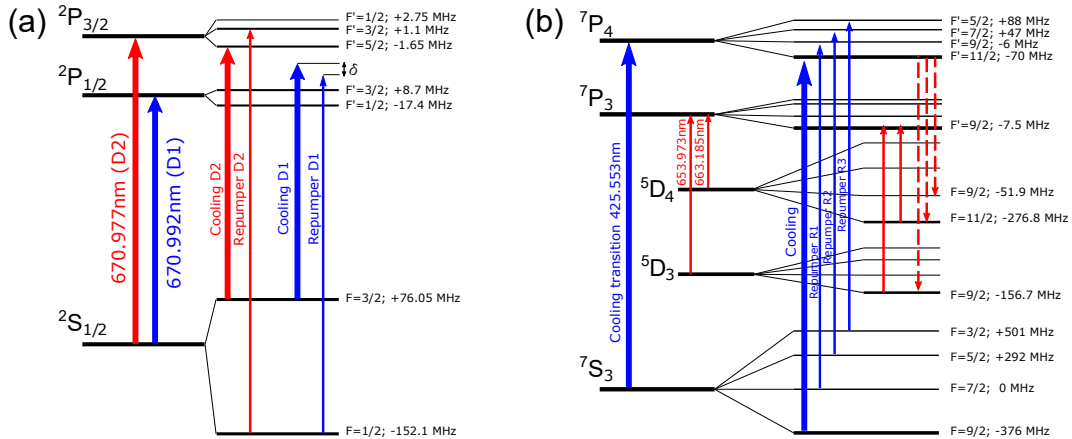 (a)
²P₃/₂
F'=1/2; +2.75 MHz
F'=3/2; +1.1 MHz
F'=5/2; -1.65 MHz
δ
²P₁/₂
F'=3/2; +8.7 MHz
F'=1/2; -17.4 MHz
670.977nm (D2)
670.992nm (D1)
Cooling D2
Repumper D2
Cooling D1
Repumper D1
F=3/2; +76.05 MHz
²S₁/₂
F=1/2; -152.1 MHz
(b)
⁷P₄
F'=5/2; +88 MHz
F'=7/2; +47 MHz
F'=9/2; -6 MHz
F'=11/2; -70 MHz
⁷P₃
F'=9/2; -7.5 MHz
653.973nm
663.185nm
⁵D₄
F=9/2; -51.9 MHz
F=11/2; -276.8 MHz
⁵D₃
F=9/2; -156.7 MHz
Cooling transition 425.553nm
Cooling
Repumper R1
Repumper R2
Repumper R3
F=3/2; +501 MHz
F=5/2; +292 MHz
⁷S₃
F=7/2; 0 MHz
F=9/2; -376 MHz